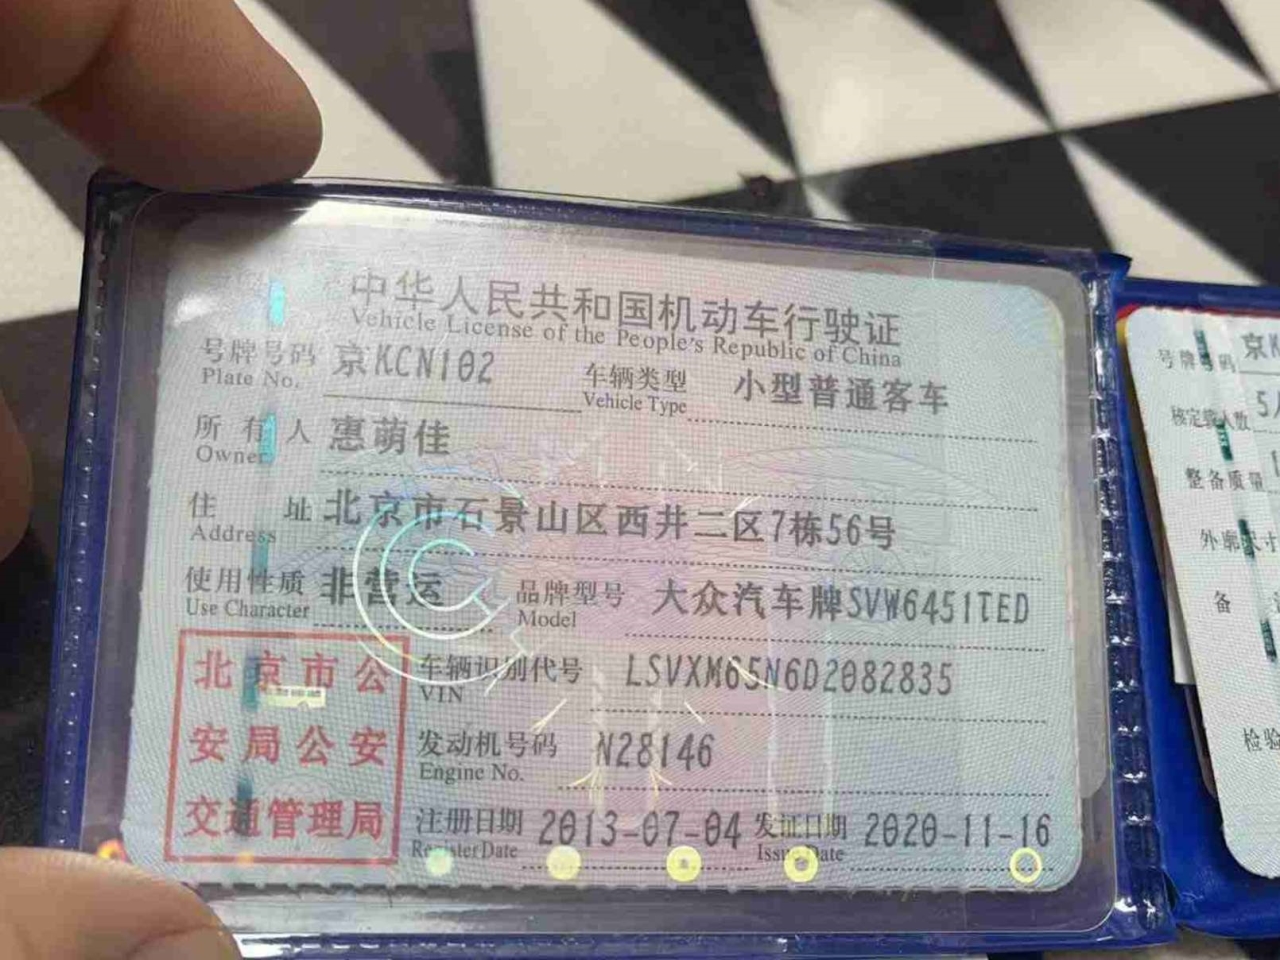 中华人民共和国机动车行驶证
Vehicle License of the People's Republic of China
号牌号码 京KCN102 车辆类型 小型普通客车
Plate No. Vehicle Type
所有人 惠萌佳
Owner
住址 北京市石景山区西井二区7栋56号
Address
使用性质 非营运 品牌型号 大众汽车牌SVW6451TED
Use Character Model
北京市公
安局公安
交通管理局
车辆识别代号 LSVXM65N6D2082835
VIN
发动机号码 N28146
Engine No.
注册日期 2013-07-04 发证日期 2020-11-16
Register Date Issue Date
号牌号码 京K
核定载人数 5/
整备质量 1
外廓尺寸
备
检验